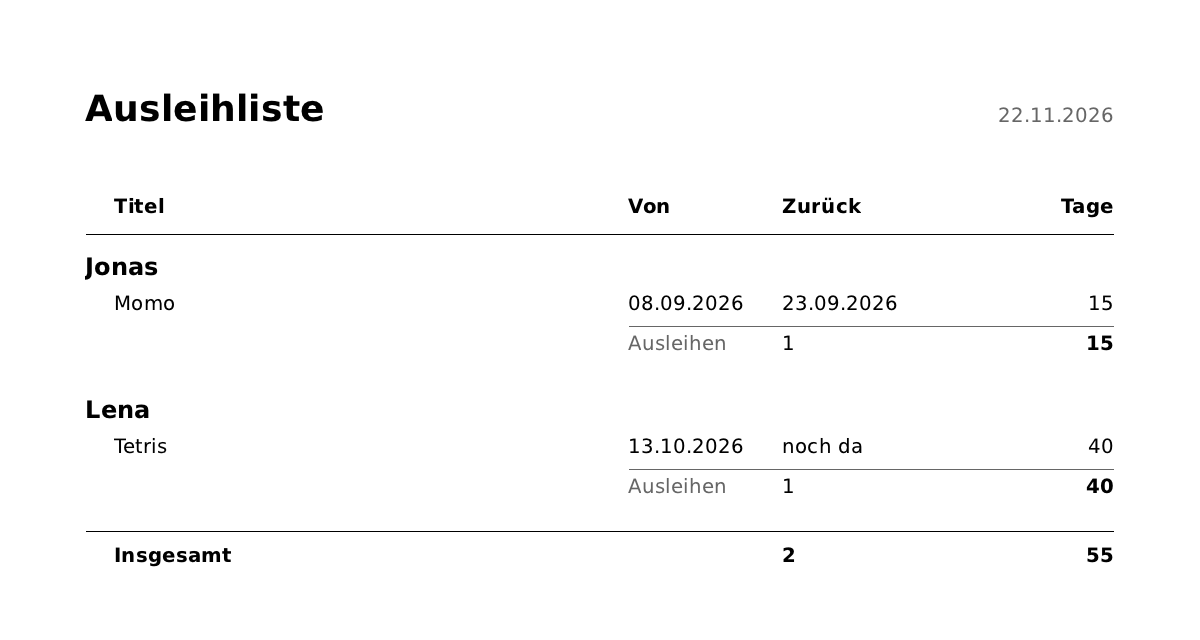 Ausleihliste 22.11.2026
Titel Von Zurück Tage
Jonas
Momo 08.09.2026 23.09.2026 15
Ausleihen 1 15
Lena
Tetris 13.10.2026 noch da 40
Ausleihen 1 40
Insgesamt 2 55